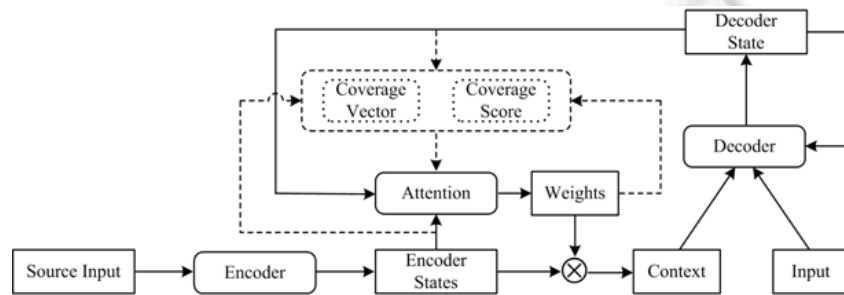 Decoder
State
Coverage
Vector
Coverage
Score
Decoder
Attention
Weights
Source Input
Encoder
Encoder
States
Context
Input